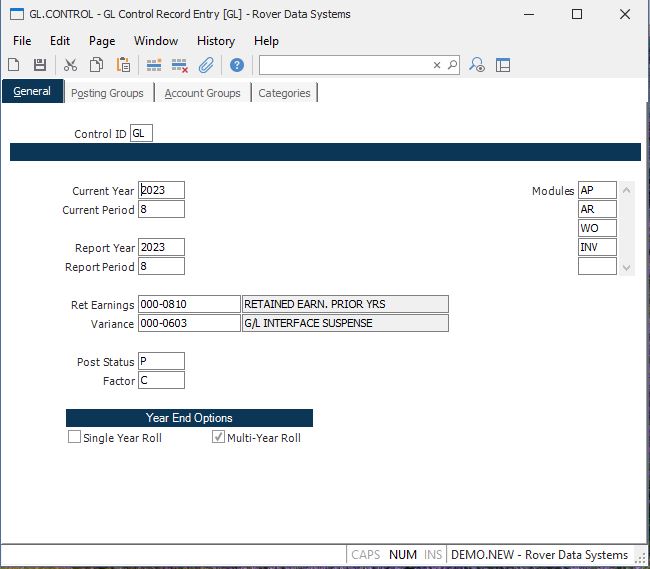 GL.CONTROL - GL Control Record Entry [GL] - Rover Data Systems
File Edit Page Window History Help
General Posting Groups Account Groups Categories
Control ID GL
Current Year 2023 Modules AP
Current Period 8 AR
WO
Report Year 2023 INV
Report Period 8
Ret Earnings 000-0810 RETAINED EARN. PRIOR YRS
Variance 000-0603 G/L INTERFACE SUSPENSE
Post Status P
Factor C
Year End Options
Single Year Roll Multi-Year Roll
CAPS NUM INS DEMO.NEW - Rover Data Systems